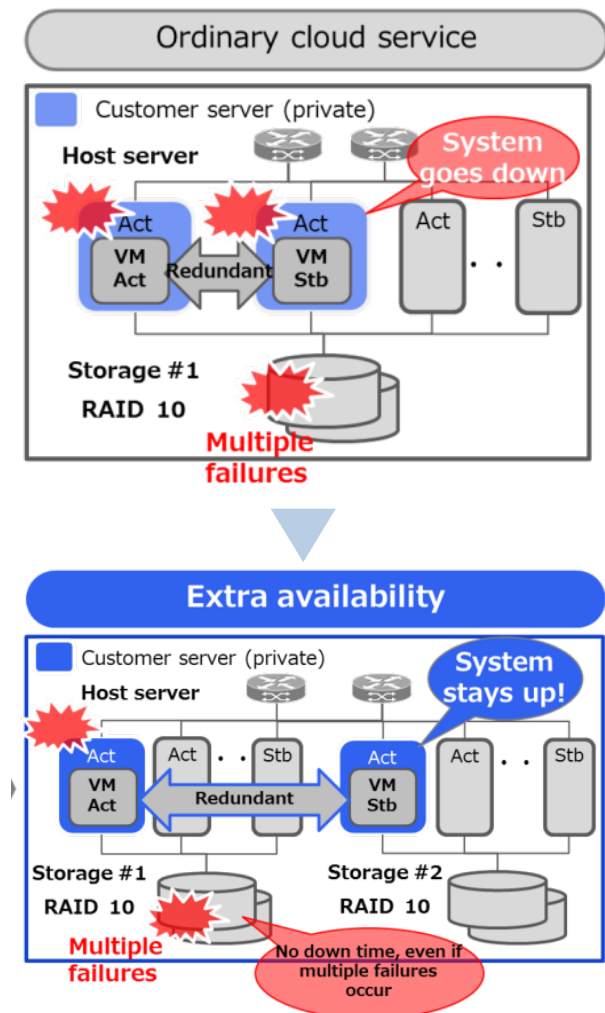 Ordinary cloud service
Customer server (private)
Host server
System
goes down
Act
Act
Act
Stb
VM
Act
Redundant
VM
Stb
. .
Storage #1
RAID 10
Multiple
failures
Extra availability
Customer server (private)
System
stays up!
Host server
Act
Act
. .
Stb
Act
Act
. .
Stb
VM
Act
Redundant
VM
Stb
Storage #1
RAID 10
Storage #2
RAID 10
Multiple
failures
No down time, even if
multiple failures
occur